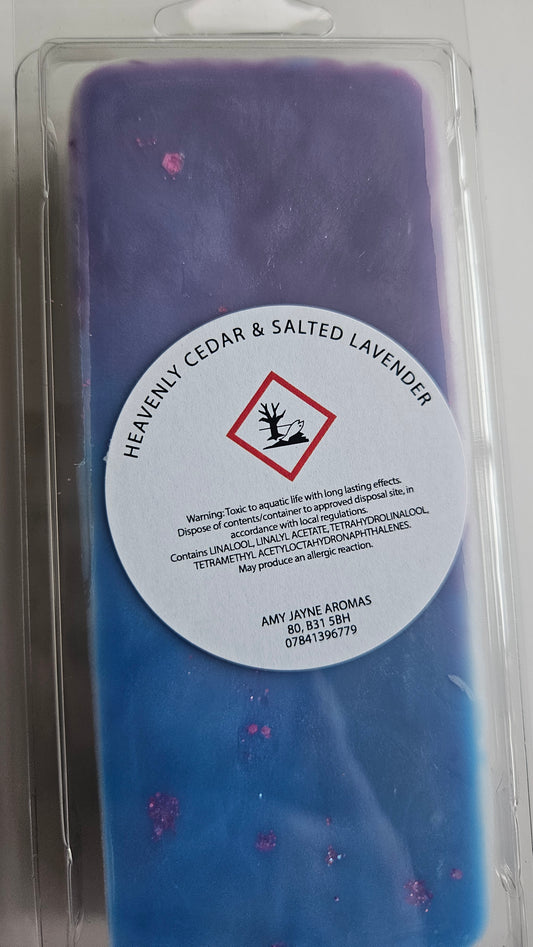 HEAVENLY CEDAR & SALTED LAVENDER
Warning: Toxic to aquatic life with long lasting effects.
Dispose of contents/container to approved disposal site, in
accordance with local regulations.
Contains LINALOOL, LINALYL ACETATE, TETRAHYDROLINALOOL,
TETRAMETHYL ACETYLOCTAHYDRONAPHTHALENES.
May produce an allergic reaction.
AMY JAYNE AROMAS
80, B31 5BH
07841396779